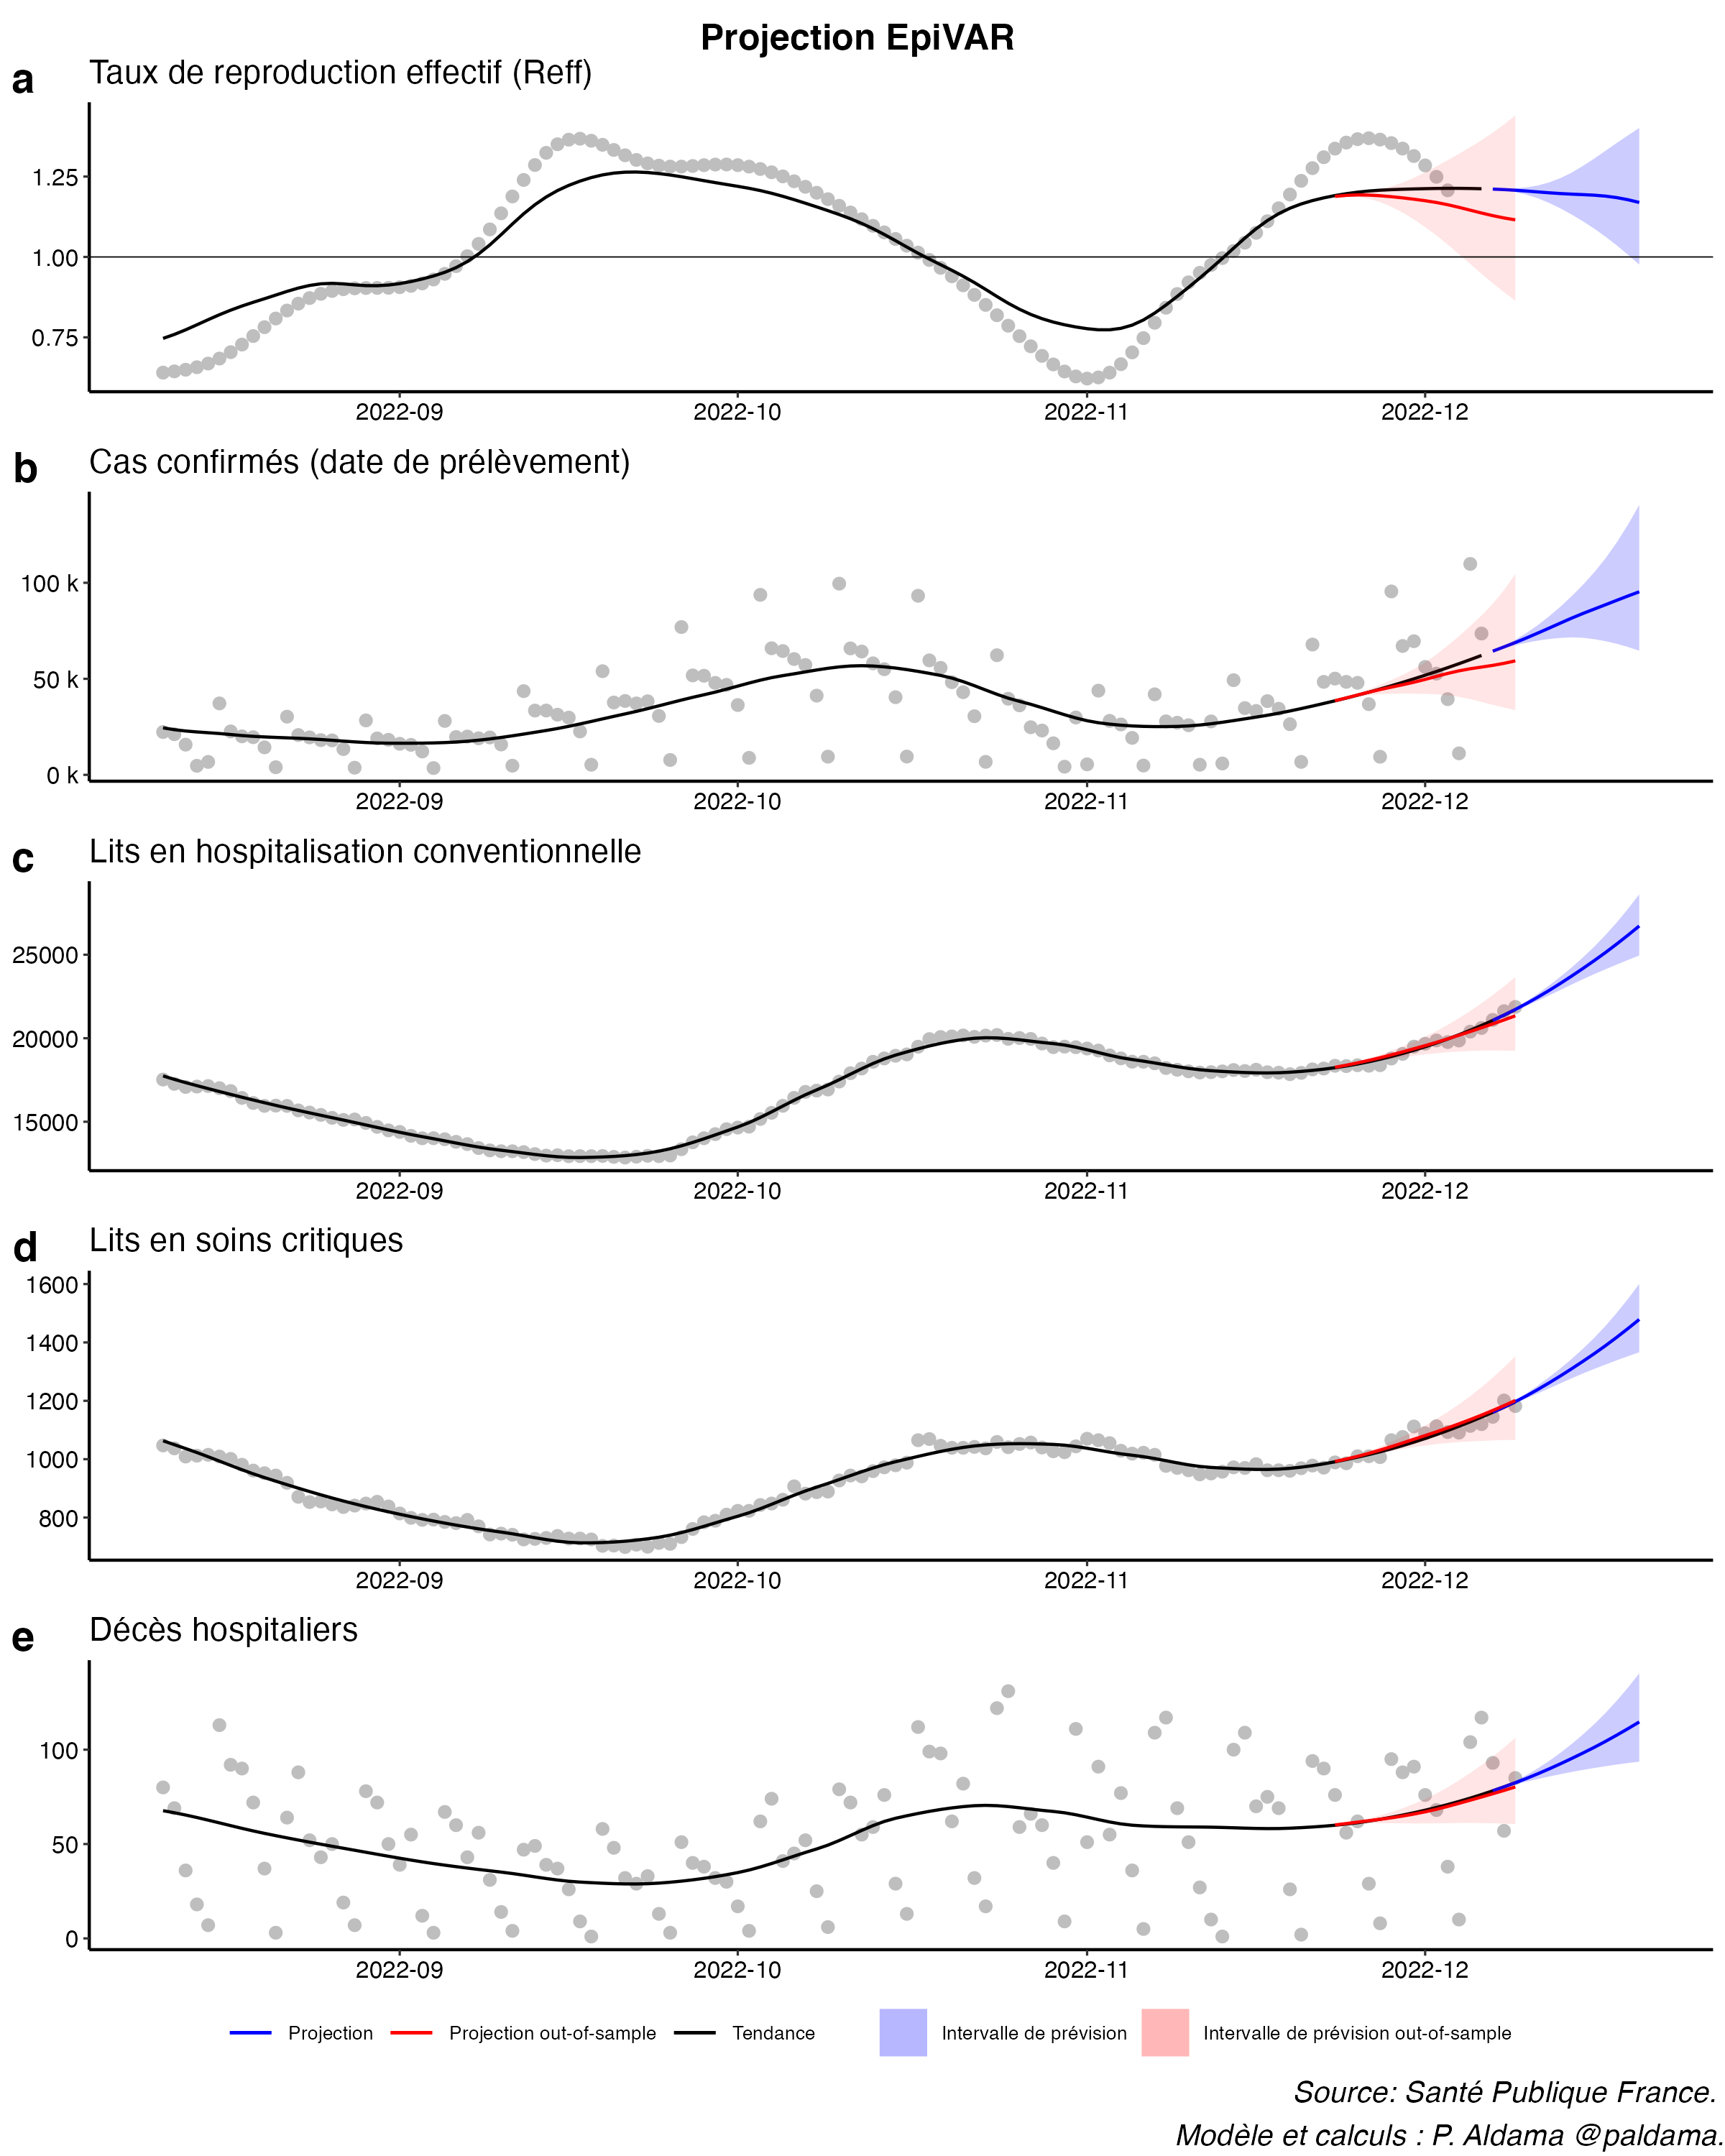 Projection EpiVAR
a Taux de reproduction effectif (Reff)
1.25
1.00
0.75
2022-09 2022-10 2022-11 2022-12
b Cas confirmés (date de prélèvement)
100 k
50 k
0 k
2022-09 2022-10 2022-11 2022-12
c Lits en hospitalisation conventionnelle
25000
20000
15000
2022-09 2022-10 2022-11 2022-12
d Lits en soins critiques
1600
1400
1200
1000
800
2022-09 2022-10 2022-11 2022-12
e Décès hospitaliers
100
50
0
2022-09 2022-10 2022-11 2022-12
Projection Projection out-of-sample Tendance Intervalle de prévision Intervalle de prévision out-of-sample
Source: Santé Publique France.
Modèle et calculs : P. Aldama @paldama.